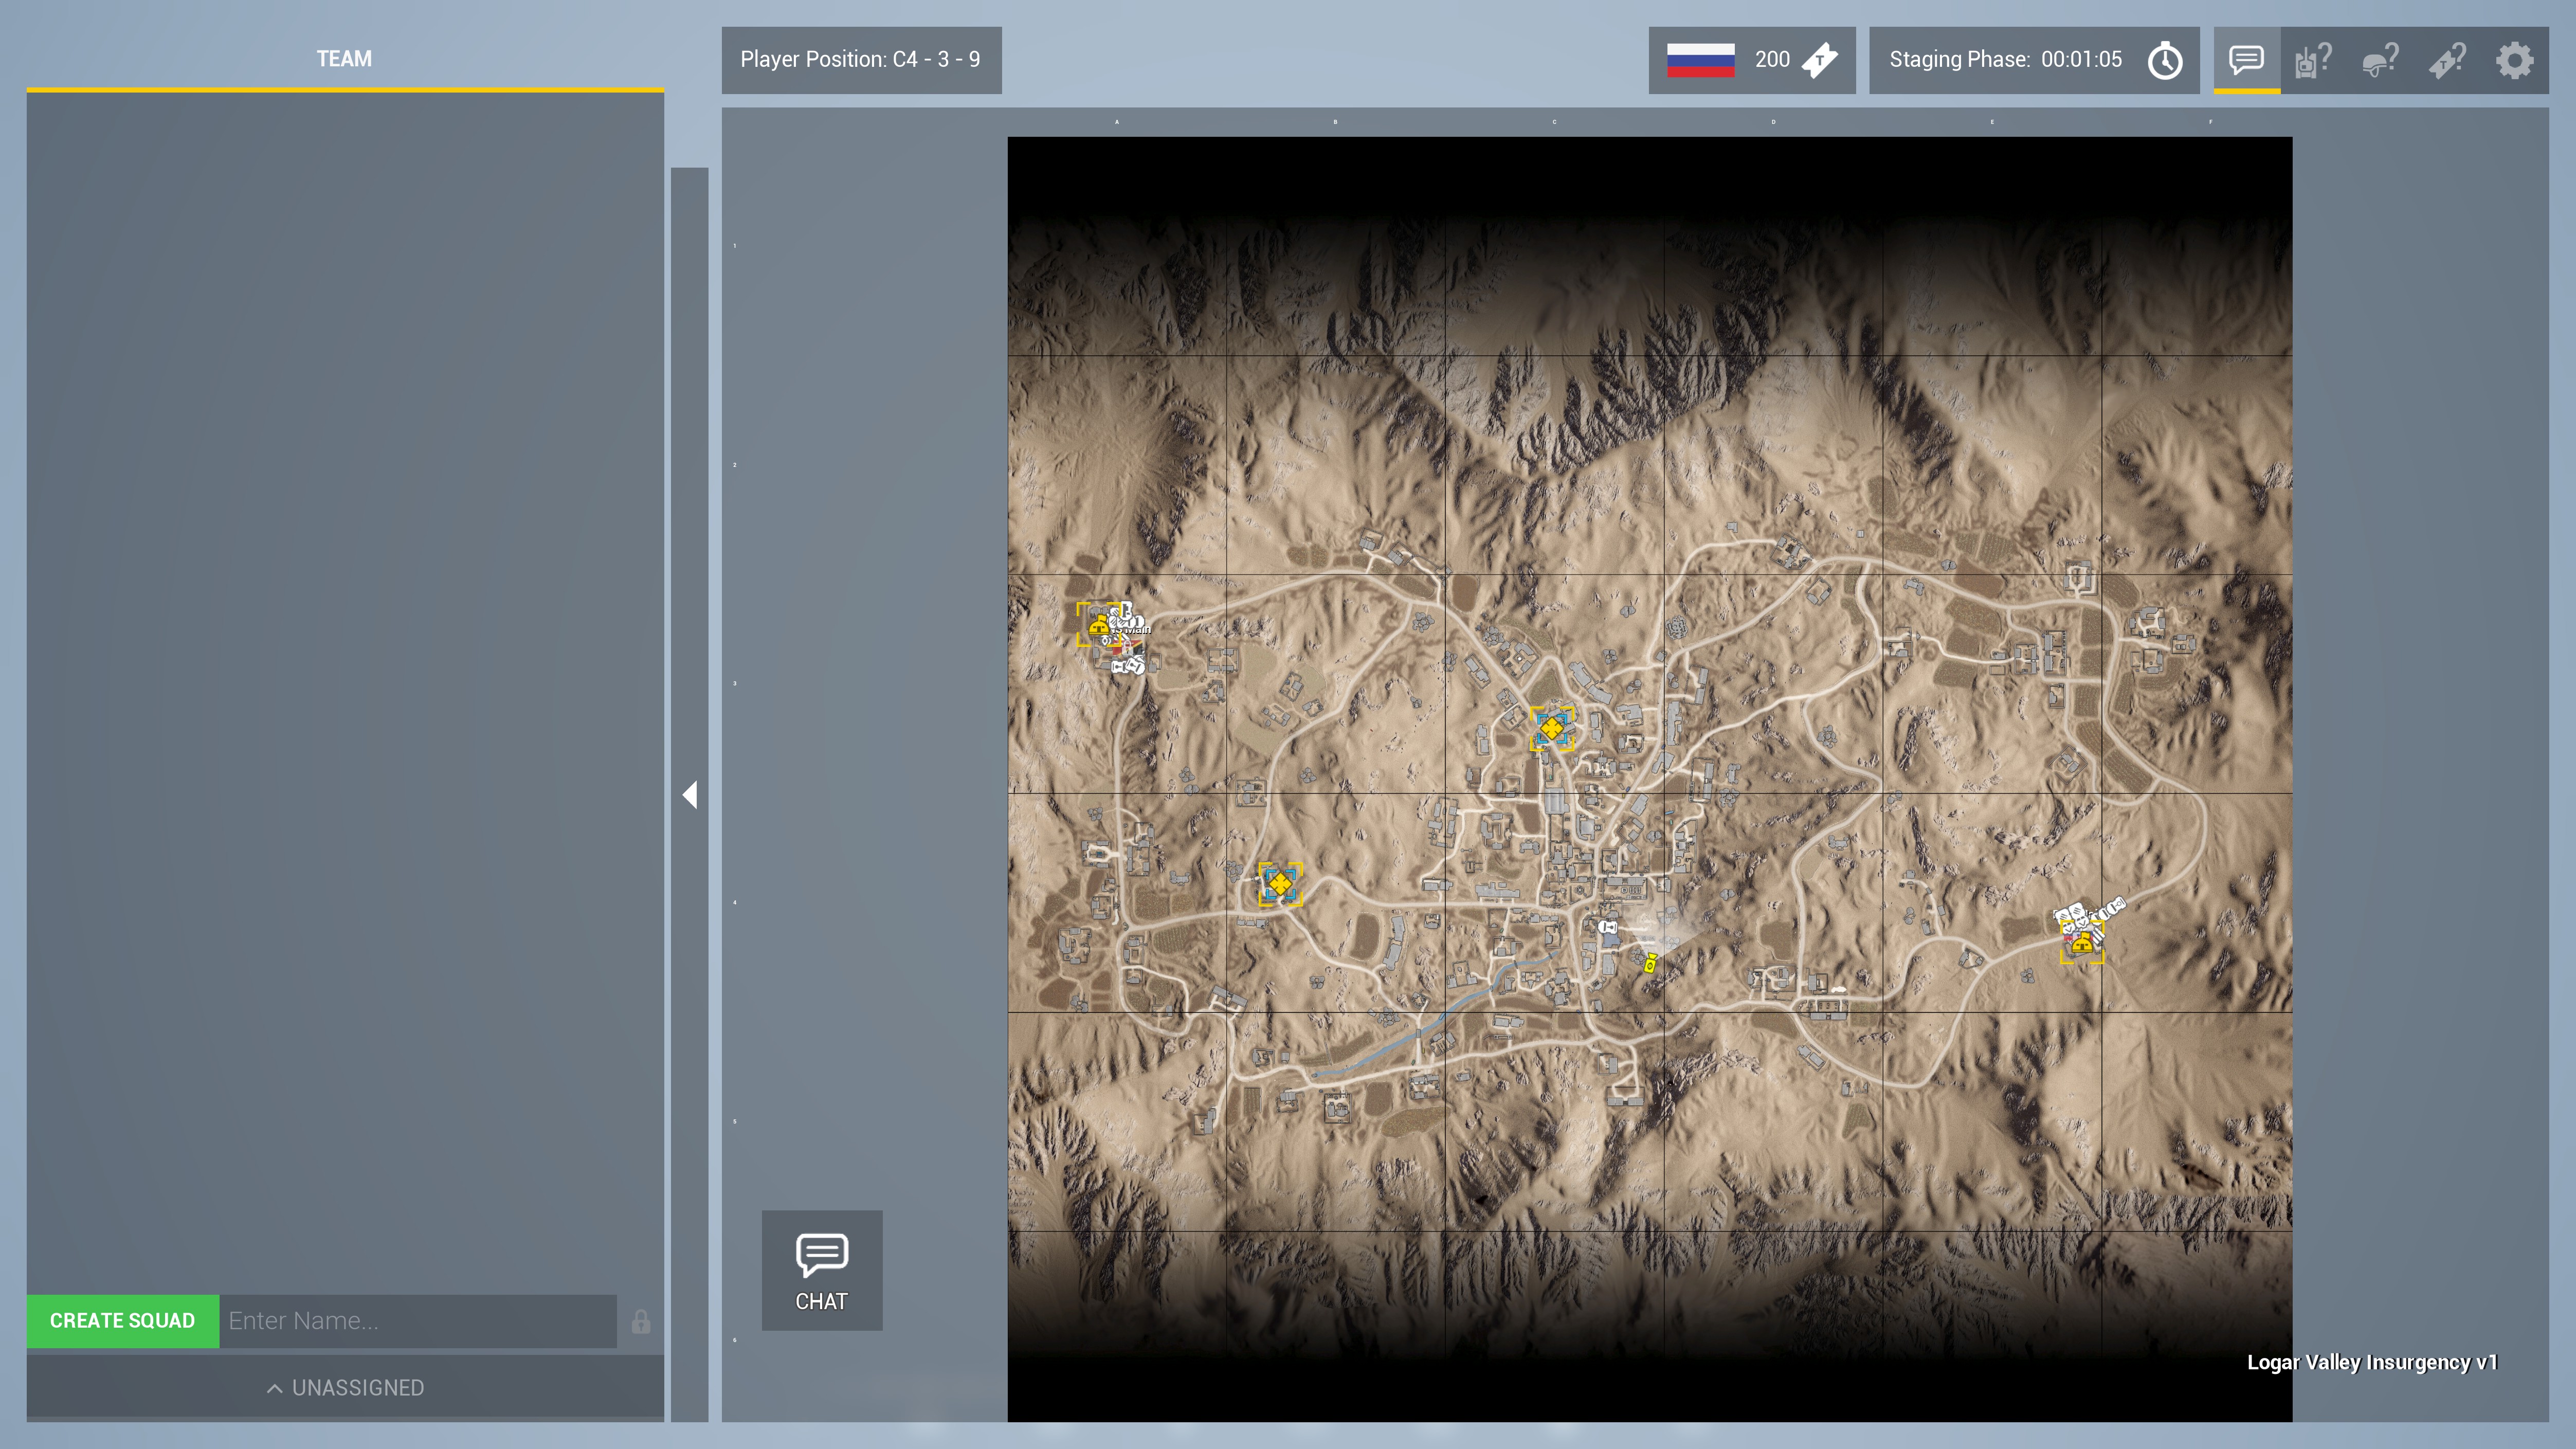 TEAM
Player Position: C4 - 3 - 9
200
T
Staging Phase: 00:01:05
?
?
T?
A B C D E F
1
2
Main
3
4
5
6
CHAT
CREATE SQUAD
Enter Name...
UNASSIGNED
Logar Valley Insurgency v1